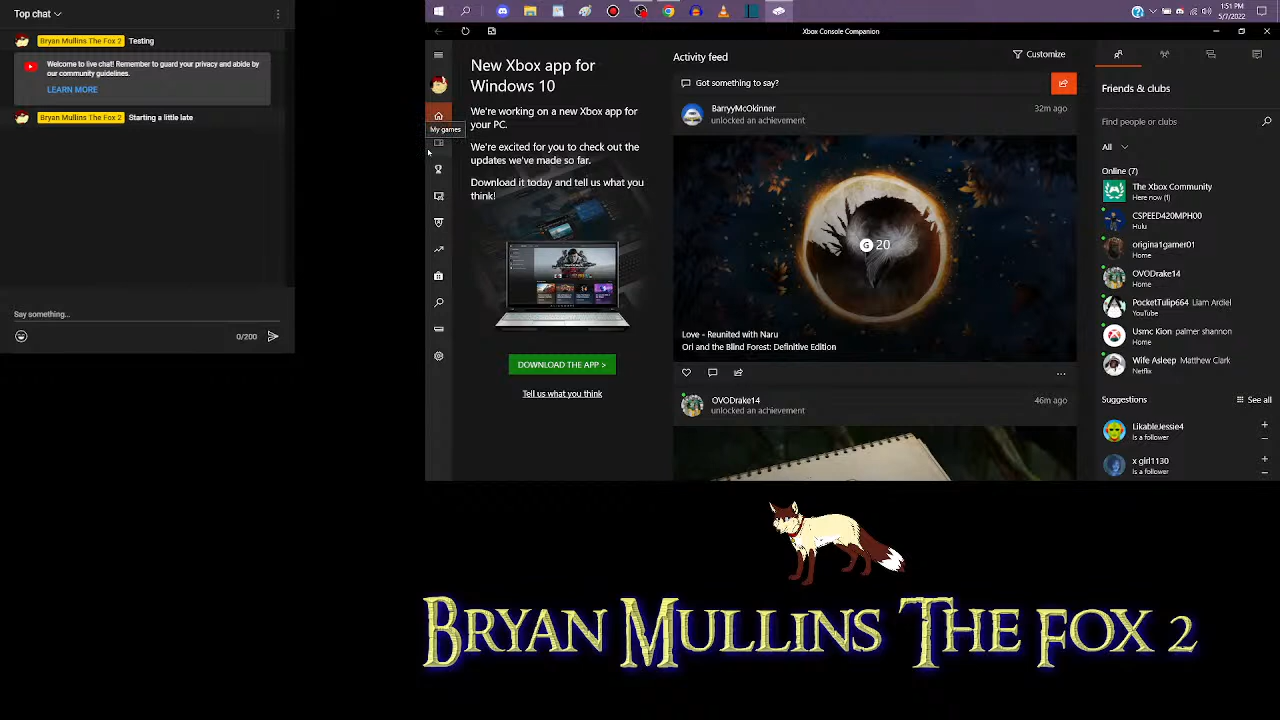 Top chat
Bryan Mullins The Fox 2 Testing
Welcome to live chat! Remember to guard your privacy and abide by
our community guidelines.
LEARN MORE
Bryan Mullins The Fox 2 Starting a little late
Say something...
0/200
1:51 PM
5/7/2022
Xbox Console Companion
My games
New Xbox app for
Windows 10
We're working on a new Xbox app for
your PC.
We're excited for you to check out the
updates we've made so far.
Download it today and tell us what you
think!
DOWNLOAD THE APP >
Tell us what you think
Activity feed
Customize
Got something to say?
BarryyMcOkinner 32m ago
unlocked an achievement
G 20
Love - Reunited with Naru
Ori and the Blind Forest: Definitive Edition
OVODrake14 46m ago
unlocked an achievement
Friends & clubs
Find people or clubs
All
Online (7)
The Xbox Community
Here now (1)
CSPEED420MPH00
Hulu
origina1gamer01
Home
OVODrake14
Home
PocketTulip664 Liam Ardiel
YouTube
Usmc Kion palmer shannon
Home
Wife Asleep Matthew Clark
Netflix
Suggestions See all
LikableJessie4
Is a follower
x girl1130
Is a follower
Bryan Mullins The Fox 2